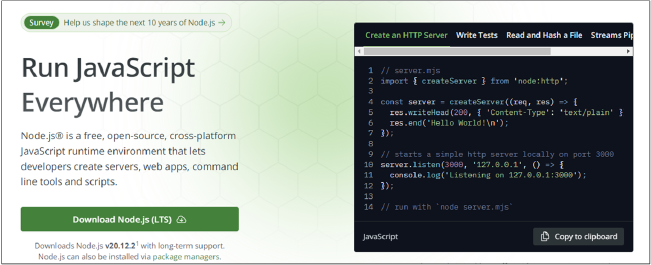 Survey Help us shape the next 10 years of Node.js →
Run JavaScript
Everywhere
Node.js® is a free, open-source, cross-platform
JavaScript runtime environment that lets
developers create servers, web apps, command
line tools and scripts.
Download Node.js (LTS)
Downloads Node.js v20.12.2¹ with long-term support.
Node.js can also be installed via package managers.
Create an HTTP Server Write Tests Read and Hash a File Streams Pip
1 // server.mjs
2 import { createServer } from 'node:http';
3
4 const server = createServer((req, res) => {
5 res.writeHead(200, { 'Content-Type': 'text/plain' }
6 res.end('Hello World!\n');
7 });
8
9 // starts a simple http server locally on port 3000
10 server.listen(3000, '127.0.0.1', () => {
11 console.log('Listening on 127.0.0.1:3000');
12 });
13
14 // run with `node server.mjs`
JavaScript
Copy to clipboard